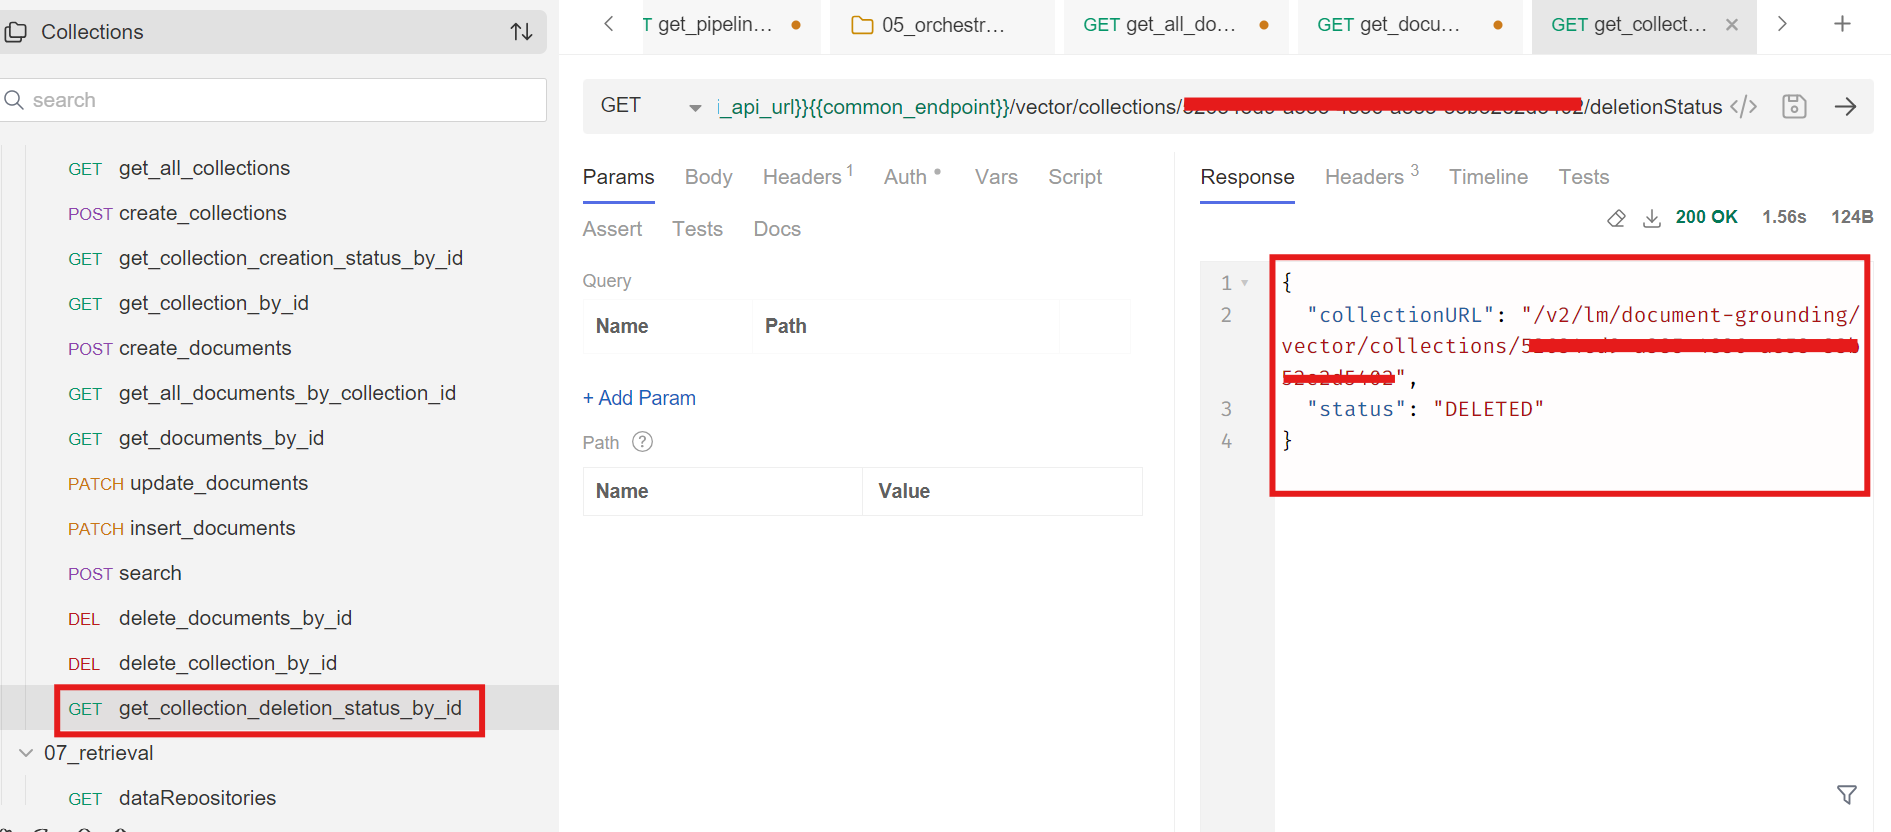 Collections
search
GET get_all_collections
POST create_collections
GET get_collection_creation_status_by_id
GET get_collection_by_id
POST create_documents
GET get_all_documents_by_collection_id
GET get_documents_by_id
PATCH update_documents
PATCH insert_documents
POST search
DEL delete_documents_by_id
DEL delete_collection_by_id
GET get_collection_deletion_status_by_id
07_retrieval
GET dataRepositories
T get_pipelin... 05_orchestr... GET get_all_do... GET get_docu... GET get_collect...
GET i_api_url}}{{common_endpoint}}/vector/collections/ /deletionStatus
Params Body Headers 1 Auth Vars Script
Assert Tests Docs
Query
Name Path
+ Add Param
Path ?
Name Value
Response Headers 3 Timeline Tests
200 OK 1.56s 124B
1 {
2 "collectionURL": "/v2/lm/document-grounding/
vector/collections/
",
3 "status": "DELETED"
4 }